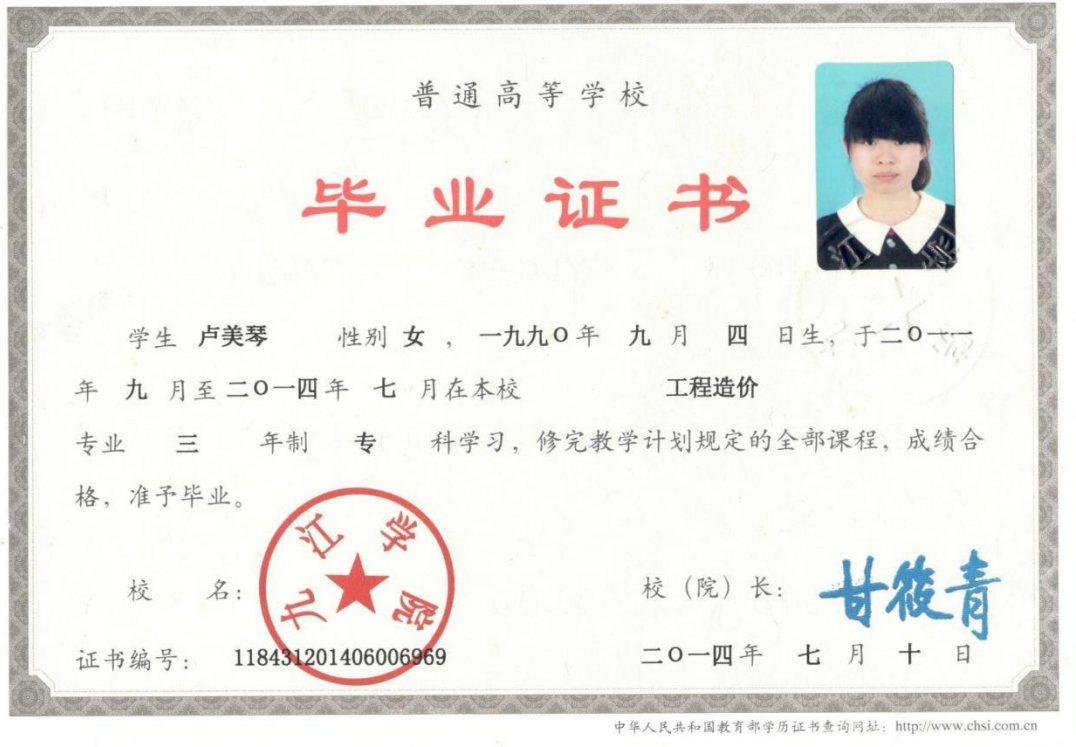 普通高等学校
毕业证书
学生 卢美琴 性别 女 ，一九九〇年 九 月 四 日生，于二〇一一
年 九 月至二〇一四年 七 月在本校 工程造价
专业 三 年制 专 科学习，修完教学计划规定的全部课程，成绩合
格，准予毕业。
九江学院
校 名：
校（院）长： 甘筱青
证书编号： 118431201406006969
二〇一四年 七 月 十 日
中华人民共和国教育部学历证书查询网址：http://www.chsi.com.cn